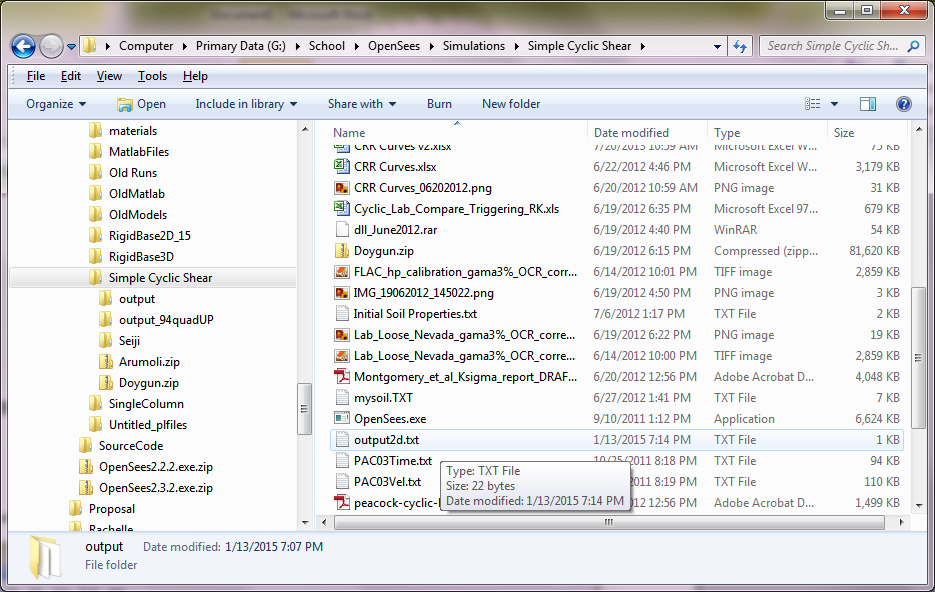 Computer ▸ Primary Data (G:) ▸ School ▸ OpenSees ▸ Simulations ▸ Simple Cyclic Shear ▸ Search Simple Cyclic Sh...
File Edit View Tools Help
Organize Open Include in library Share with Burn New folder
materials
MatlabFiles
Old Runs
OldMatlab
OldModels
RigidBase2D_15
RigidBase3D
Simple Cyclic Shear
output
output_94quadUP
Seiji
Arumoli.zip
Doygun.zip
SingleColumn
Untitled_plfiles
SourceCode
OpenSees2.2.2.exe.zip
OpenSees2.3.2.exe.zip
Proposal
Rachelle
Name Date modified Type Size
CRR Curves v2.xlsx 7/20/2013 10:59 AM Microsoft Excel W... 75 KB
CRR Curves.xlsx 6/22/2012 4:46 PM Microsoft Excel W... 3,179 KB
CRR Curves_06202012.png 6/20/2012 10:59 AM PNG image 31 KB
Cyclic_Lab_Compare_Triggering_RK.xls 6/19/2012 6:35 PM Microsoft Excel 97... 679 KB
dll_June2012.rar 6/19/2012 4:40 PM WinRAR 54 KB
Doygun.zip 6/19/2012 6:15 PM Compressed (zipp... 81,620 KB
FLAC_hp_calibration_gama3%_OCR_corr... 6/14/2012 10:01 PM TIFF image 2,859 KB
IMG_19062012_145022.png 6/19/2012 4:50 PM PNG image 3 KB
Initial Soil Properties.txt 7/6/2012 1:17 PM TXT File 2 KB
Lab_Loose_Nevada_gama3%_OCR_corre... 6/19/2012 6:22 PM PNG image 19 KB
Lab_Loose_Nevada_gama3%_OCR_corre... 6/14/2012 10:00 PM TIFF image 2,859 KB
Montgomery_et_al_Ksigma_report_DRAF... 6/20/2012 12:56 PM Adobe Acrobat D... 4,048 KB
mysoil.TXT 6/27/2012 1:41 PM TXT File 7 KB
OpenSees.exe 9/10/2011 1:12 PM Application 6,624 KB
output2d.txt 1/13/2015 7:14 PM TXT File 1 KB
PAC03Time.txt 10/25/2011 8:18 PM TXT File 94 KB
PAC03Vel.txt 2011 8:19 PM TXT File 110 KB
peacock-cyclic- 2012 12:56 PM Adobe Acrobat D... 1,499 KB
Type: TXT File
Size: 22 bytes
Date modified: 1/13/2015 7:14 PM
output Date modified: 1/13/2015 7:07 PM
File folder